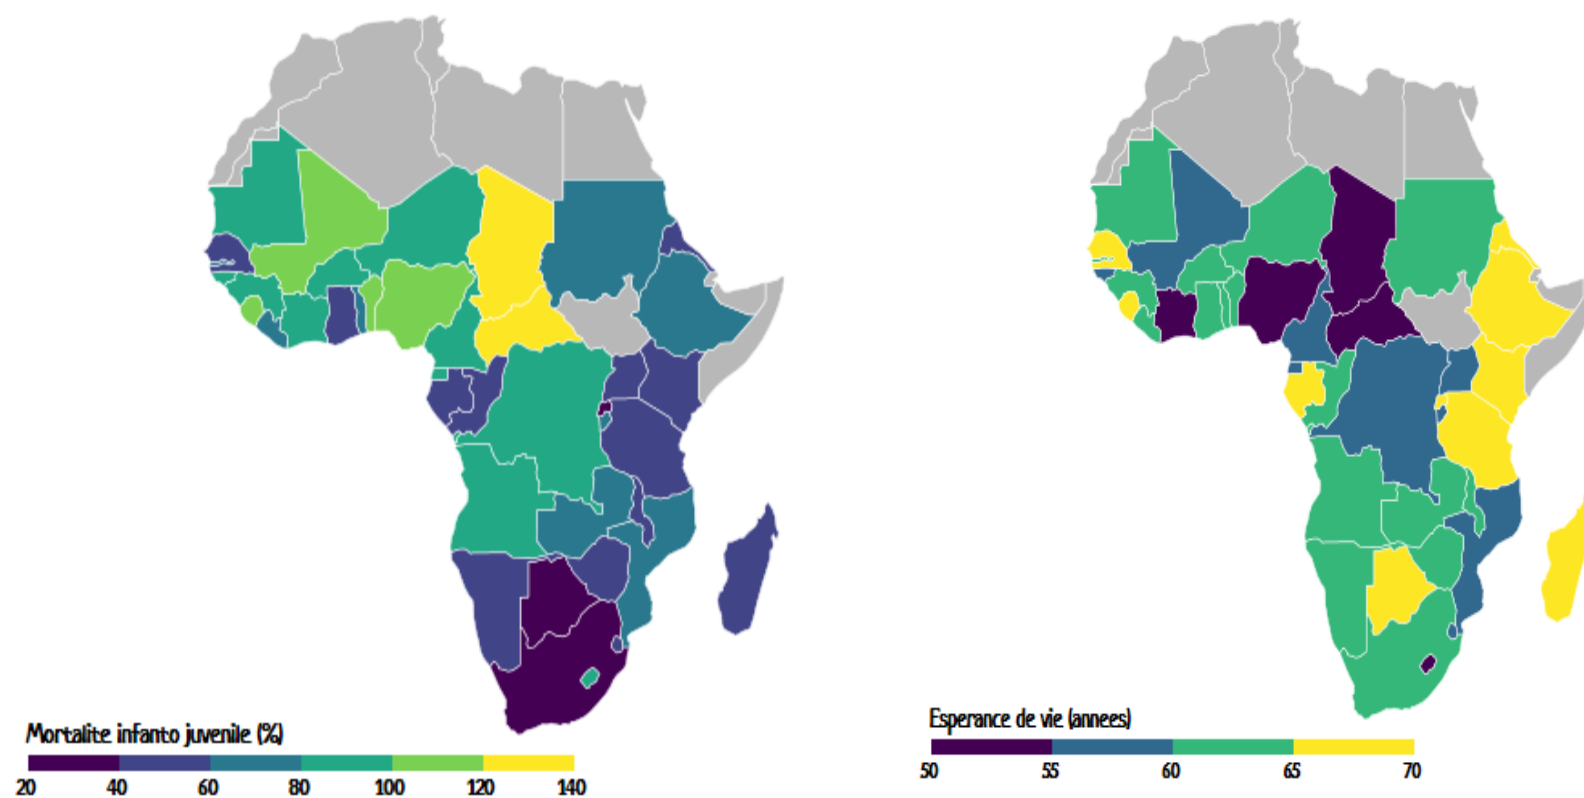 Mortalite infanto juvenile (%)
20 40 60 80 100 120 140
Esperance de vie (annees)
50 55 60 65 70